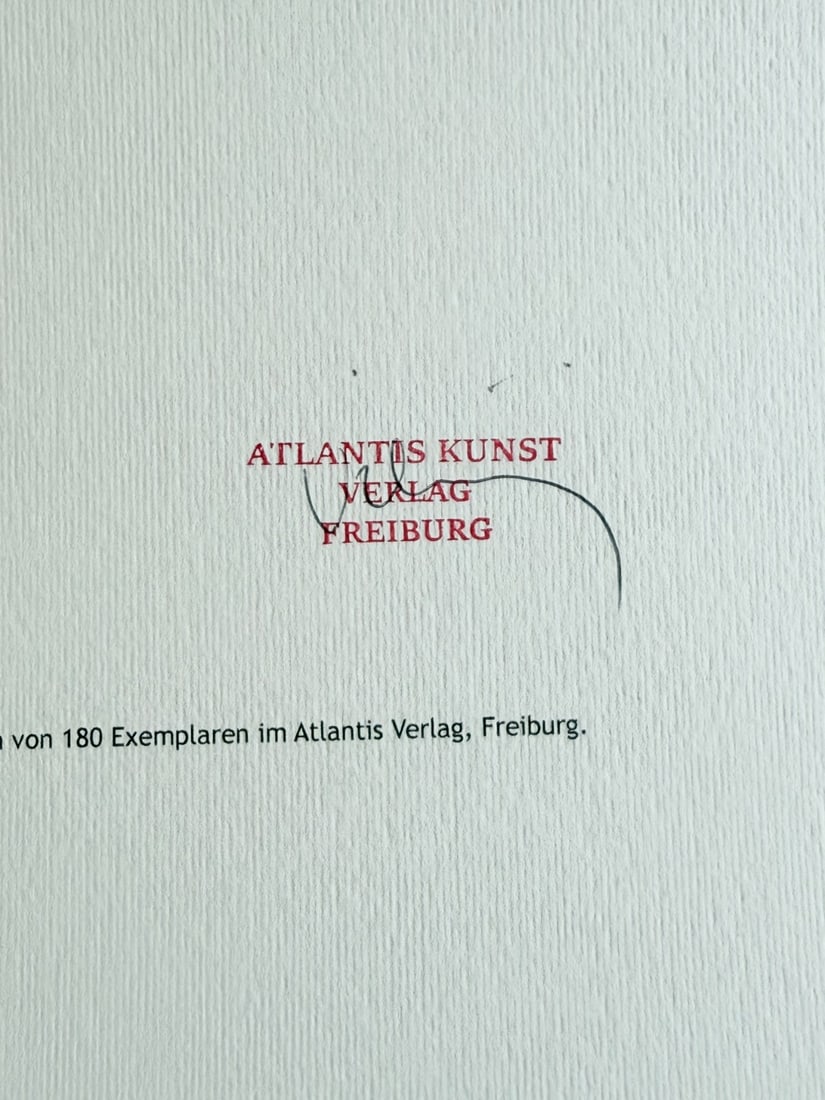 ATLANTIS KUNST
VERLAG
FREIBURG
von 180 Exemplaren im Atlantis Verlag, Freiburg.